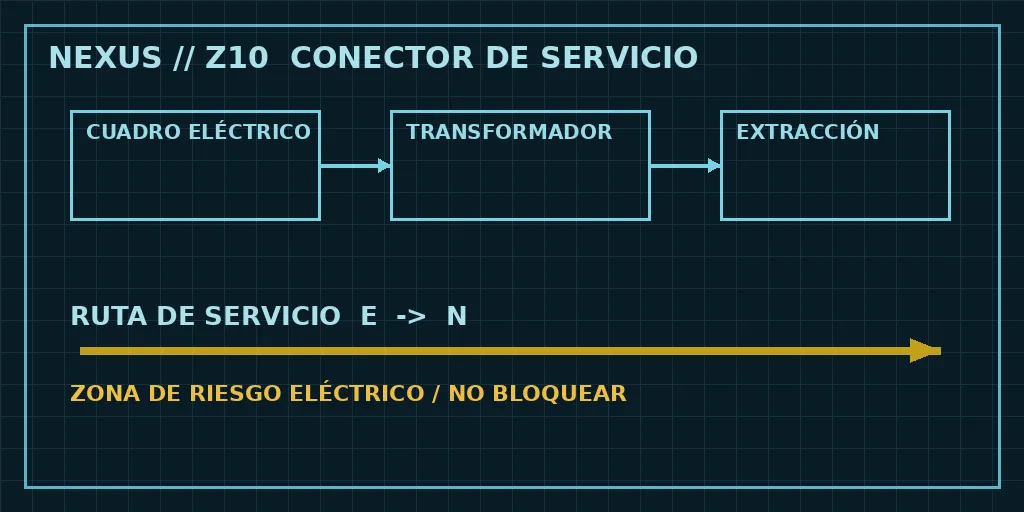 NEXUS // Z10  CONECTOR DE SERVICIO
CUADRO ELÉCTRICO
TRANSFORMADOR
EXTRACCIÓN
RUTA DE SERVICIO  E  ->  N
ZONA DE RIESGO ELÉCTRICO / NO BLOQUEAR